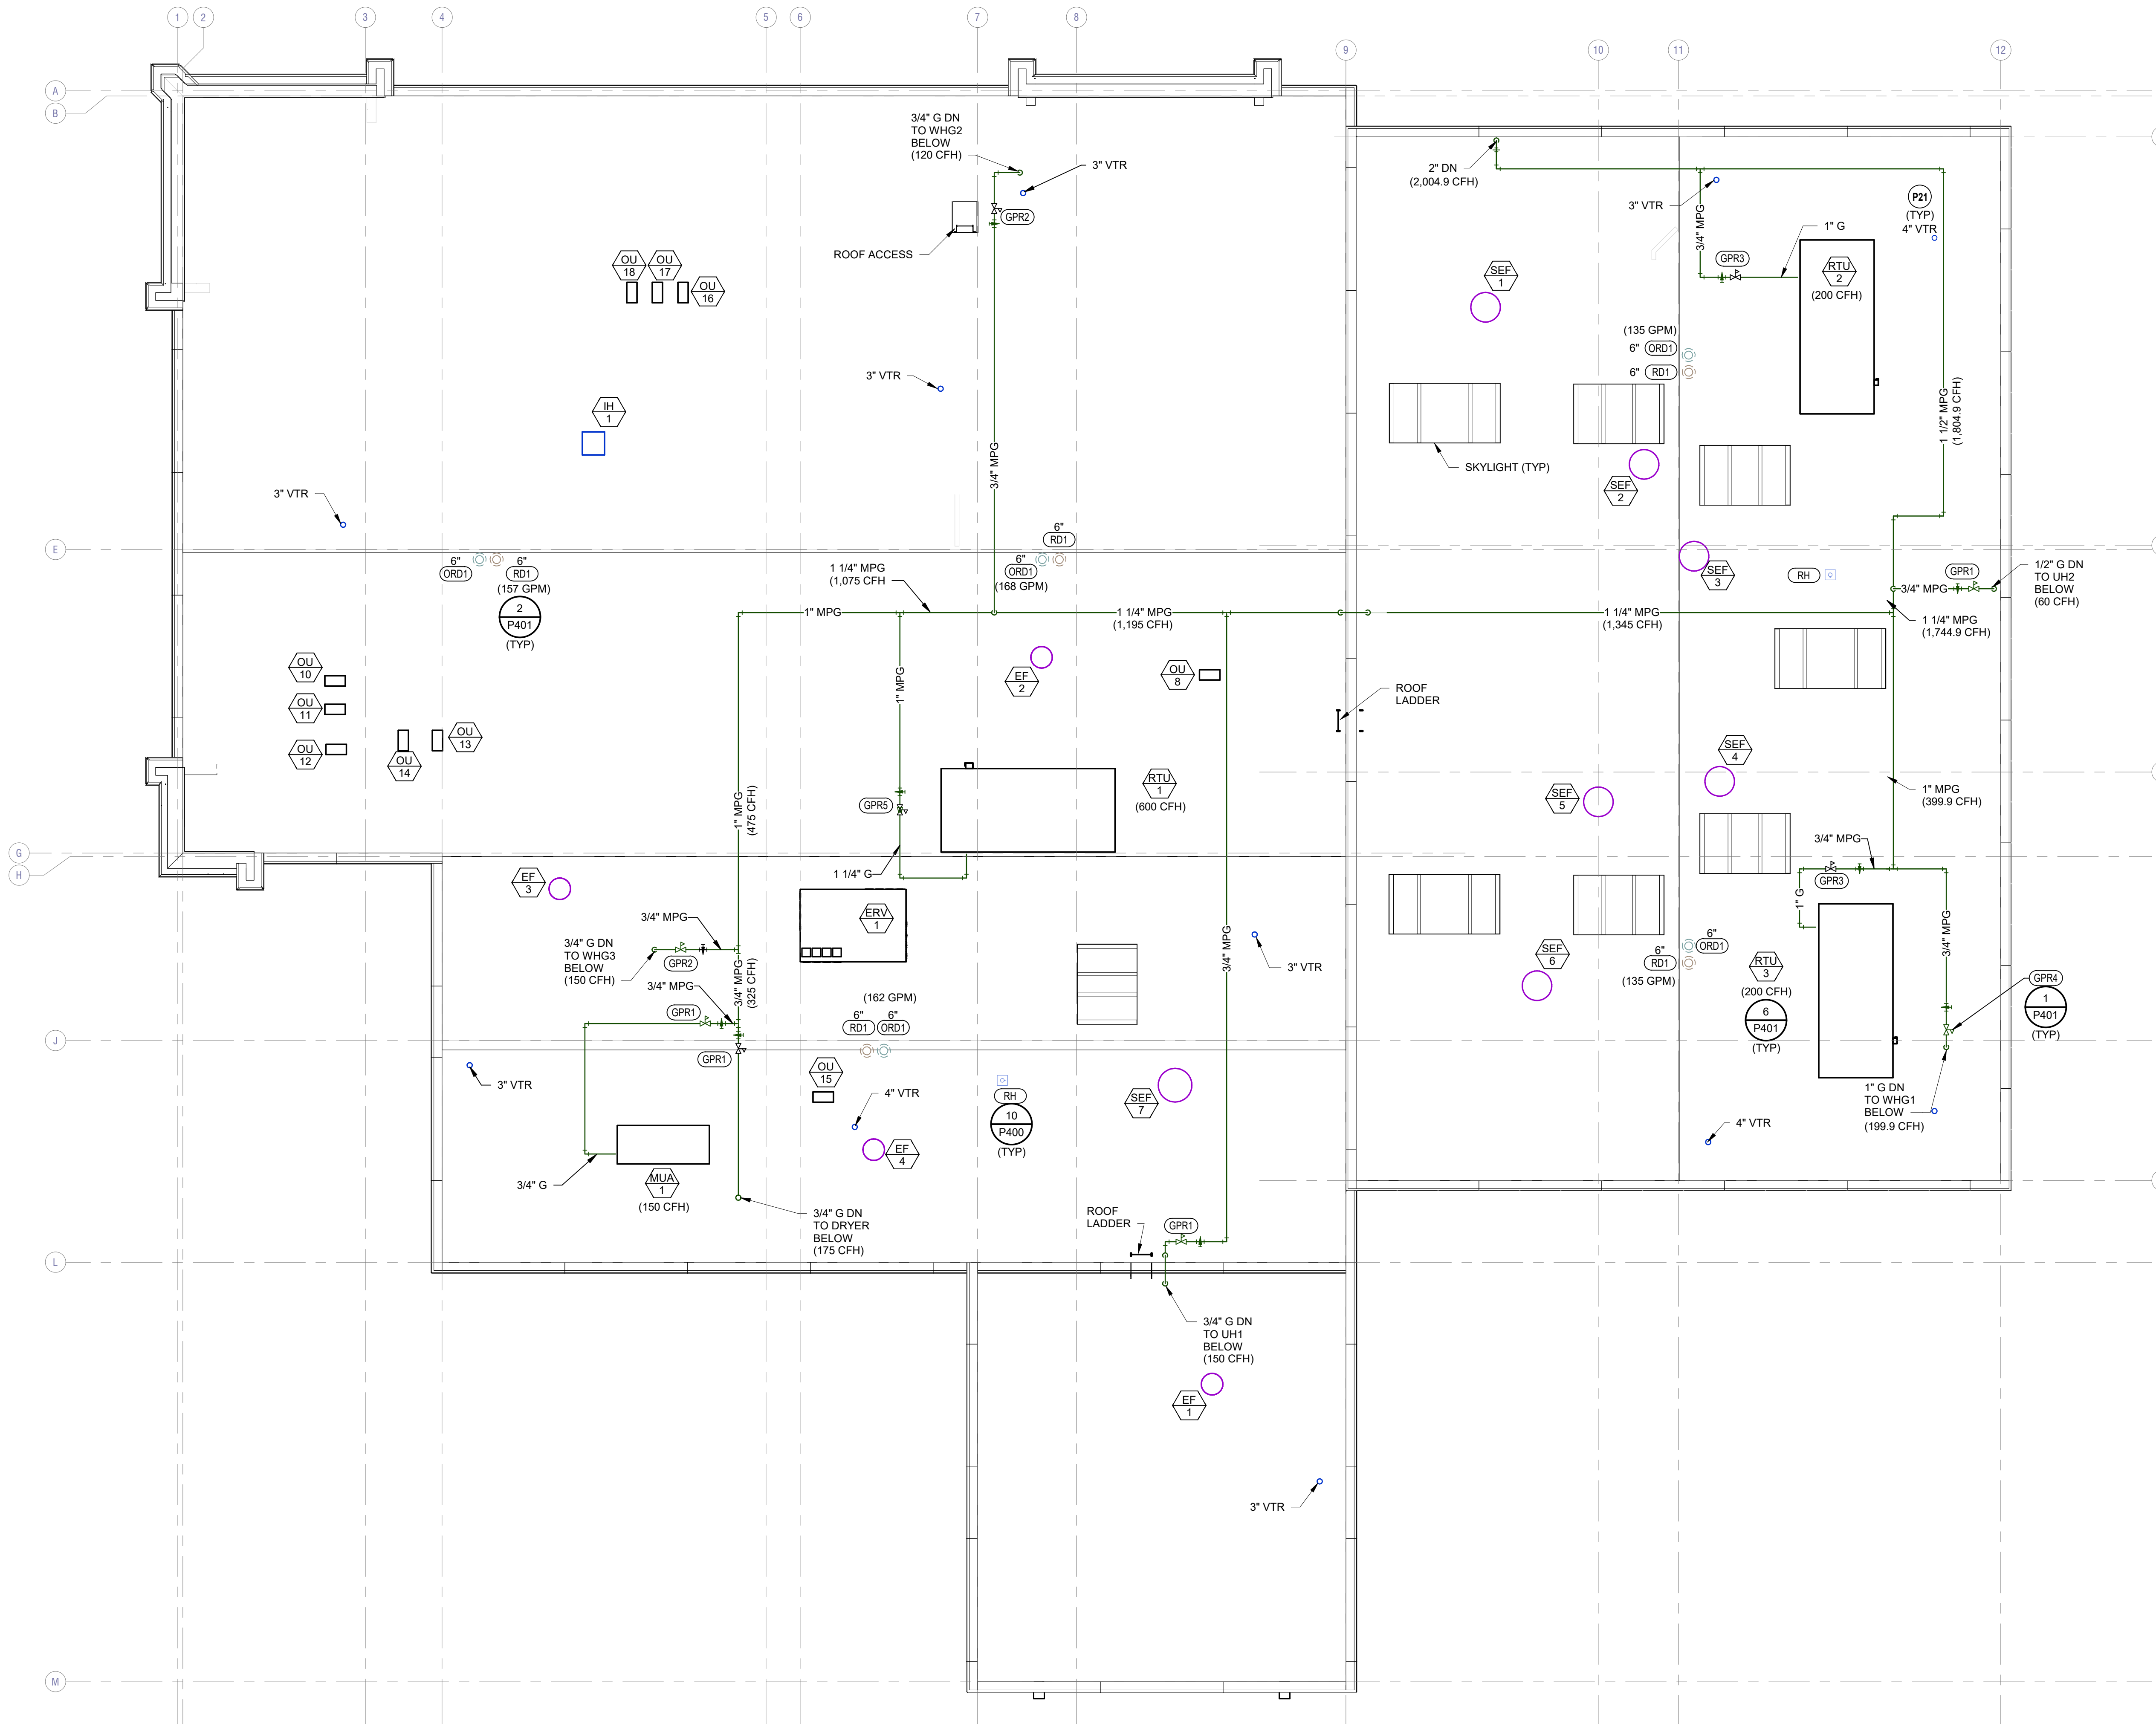 1
2
3
4
5
6
7
8
9
10
11
12
A
B
E
G
H
J
L
M
3/4" G DN
TO WHG2
BELOW
(120 CFH)
3" VTR
GPR2
ROOF ACCESS
OU
18
OU
17
OU
16
IH
1
3" VTR
3" VTR
3/4" MPG
6"
ORD1
6"
RD1
(157 GPM)
2
P401
(TYP)
6"
RD1
6"
ORD1
(168 GPM)
1 1/4" MPG
(1,075 CFH
1" MPG
1 1/4" MPG
(1,195 CFH)
OU
10
OU
11
OU
12
OU
14
OU
13
1" MPG
EF
2
OU
8
ROOF
LADDER
1" MPG
(475 CFH)
GPR5
RTU
1
(600 CFH)
1 1/4" G
EF
3
ERV
1
3/4" MPG
3/4" G DN
TO WHG3
BELOW
(150 CFH)
GPR2
3/4" MPG
3/4" MPG
(325 CFH)
GPR1
GPR1
(162 GPM)
6"
RD1
6"
ORD1
3/4" MPG
3" VTR
3" VTR
OU
15
4" VTR
RH
10
P400
(TYP)
SEF
7
EF
4
3/4" G
MUA
1
(150 CFH)
3/4" G DN
TO DRYER
BELOW
(175 CFH)
ROOF
LADDER
GPR1
3/4" G DN
TO UH1
BELOW
(150 CFH)
EF
1
3" VTR
2" DN
(2,004.9 CFH)
3" VTR
3/4" MPG
P21
(TYP)
4" VTR
1" G
GPR3
RTU
2
(200 CFH)
SEF
1
(135 GPM)
6"
ORD1
6"
RD1
1 1/2" MPG
(1,804.9 CFH)
SKYLIGHT (TYP)
SEF
2
SEF
3
RH
GPR1
3/4" MPG
1/2" G DN
TO UH2
BELOW
(60 CFH)
1 1/4" MPG
(1,345 CFH)
1 1/4" MPG
(1,744.9 CFH)
SEF
4
SEF
5
1" MPG
(399.9 CFH)
3/4" MPG
GPR3
1" G
3/4" MPG
6"
ORD1
6"
RD1
(135 GPM)
SEF
6
RTU
3
(200 CFH)
6
P401
(TYP)
GPR4
1
P401
(TYP)
1" G DN
TO WHG1
BELOW
(199.9 CFH)
4" VTR